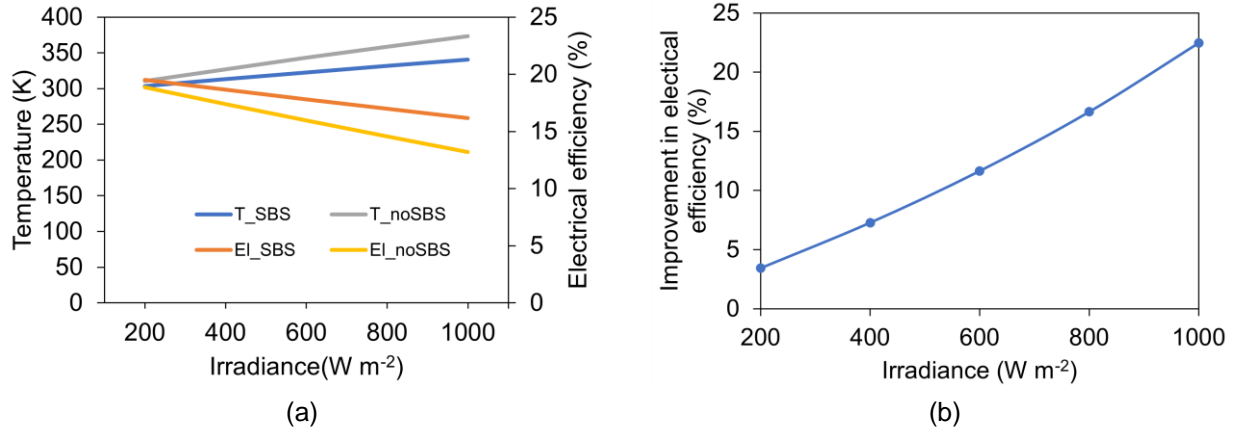 400
350
300
250
200
150
100
50
0
Temperature (K)
25
20
15
10
5
0
Electrical efficiency (%)
T_SBS
T_noSBS
El_SBS
El_noSBS
200 400 600 800 1000
Irradiance(W m-2)
(a)
25
20
15
10
5
0
Improvement in electical
efficiency (%)
200 400 600 800 1000
Irradiance (W m-2)
(b)